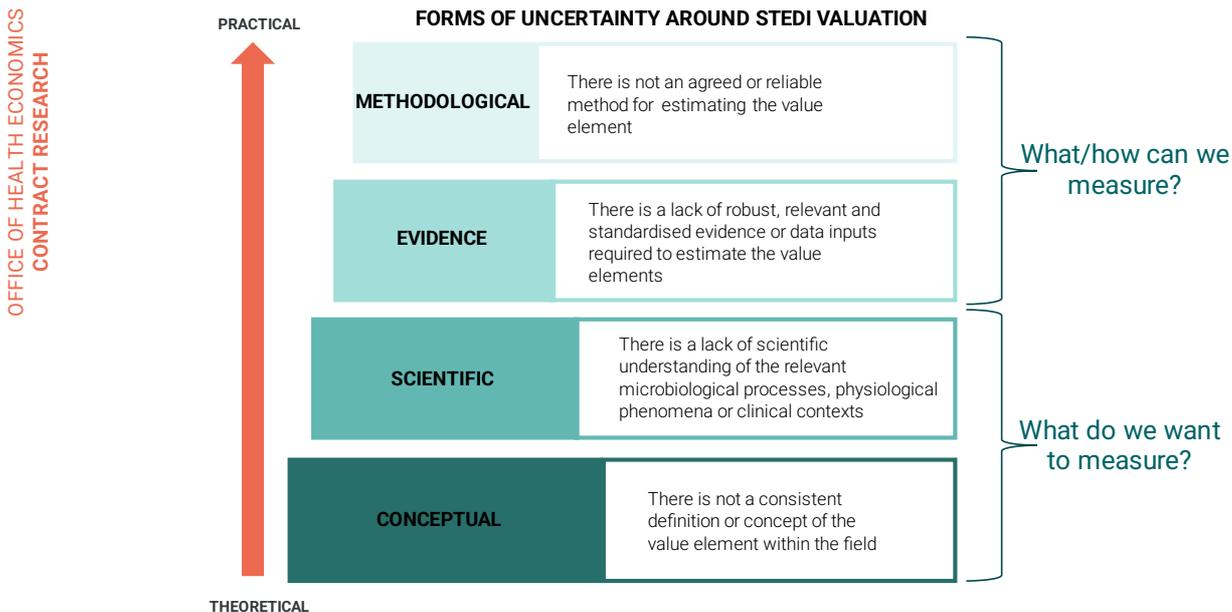 OFFICE OF HEALTH ECONOMICS
CONTRACT RESEARCH
FORMS OF UNCERTAINTY AROUND STEDI VALUATION
PRACTICAL
METHODOLOGICAL
There is not an agreed or reliable
method for estimating the value
element
What/how can we
measure?
EVIDENCE
There is a lack of robust, relevant and
standardised evidence or data inputs
required to estimate the value
elements
SCIENTIFIC
There is a lack of scientific
understanding of the relevant
microbiological processes, physiological
phenomena or clinical contexts
What do we want
to measure?
CONCEPTUAL
There is not a consistent
definition or concept of the
value element within the field
THEORETICAL